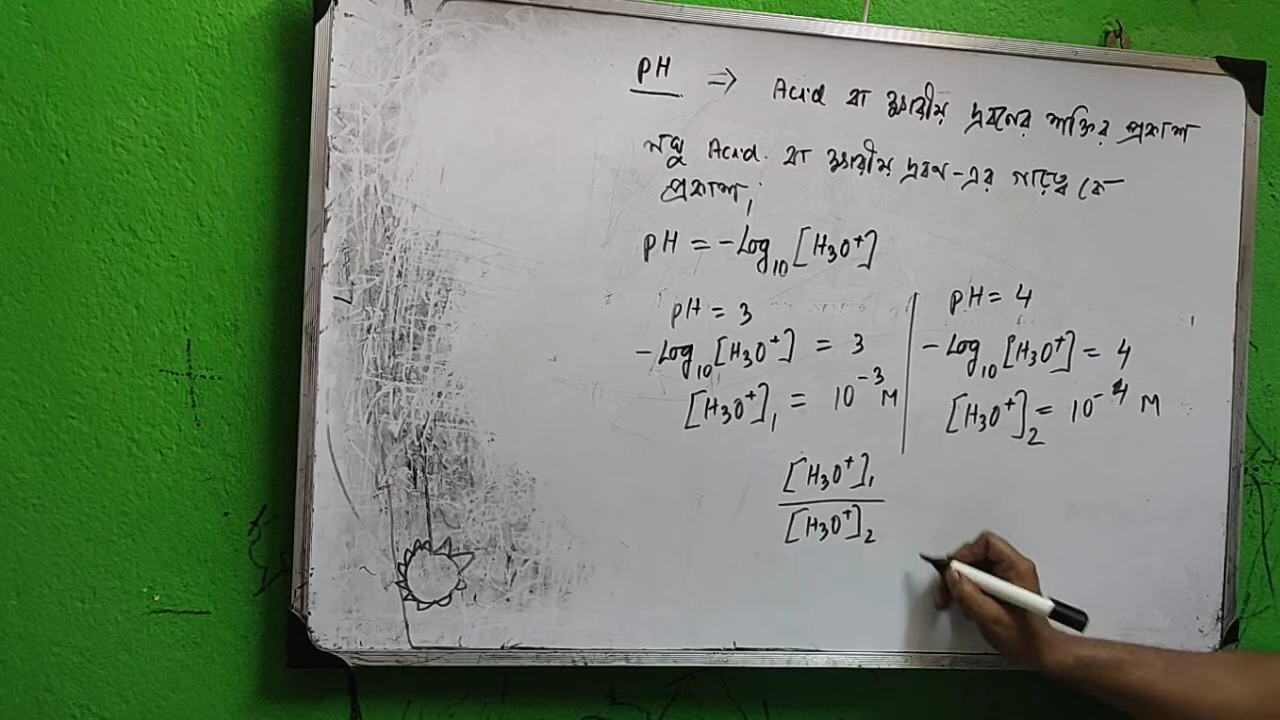 pH ⇒ Acid বা ক্ষারীয় দ্রবনের শক্তির প্রকাশ
লঘু Acid. বা ক্ষারীয় দ্রবণ-এর গাঢ়ত্ব কে
প্রকাশ,
pH = -Log₁₀ [H₃O⁺]
pH = 3
-Log₁₀ [H₃O⁺] = 3
[H₃O⁺]₁ = 10⁻³ M
pH = 4
-Log₁₀ [H₃O⁺] = 4
[H₃O⁺]₂ = 10⁻⁴ M
[H₃O⁺]₁
[H₃O⁺]₂